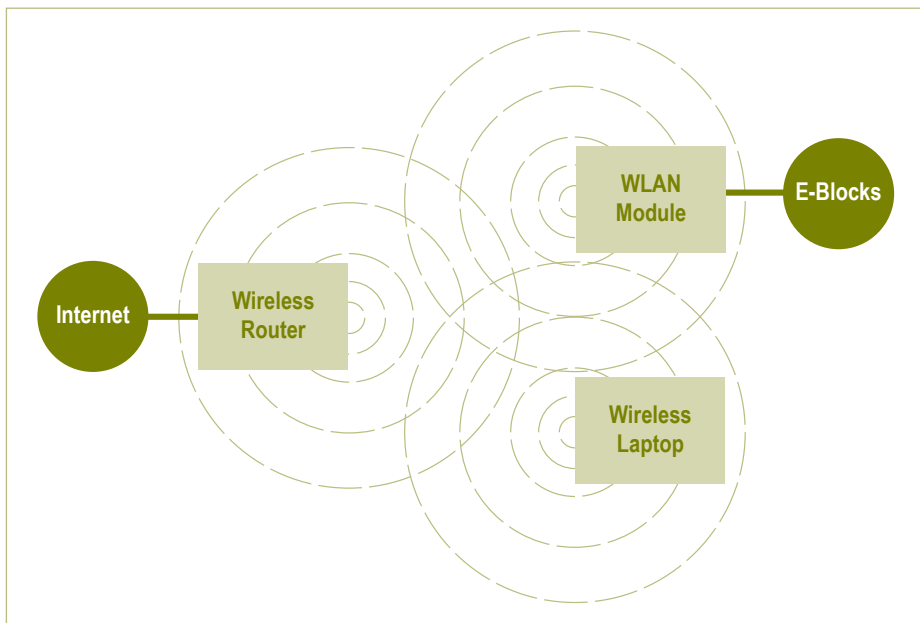 WLAN
Module
E-Blocks
Internet
Wireless
Router
Wireless
Laptop